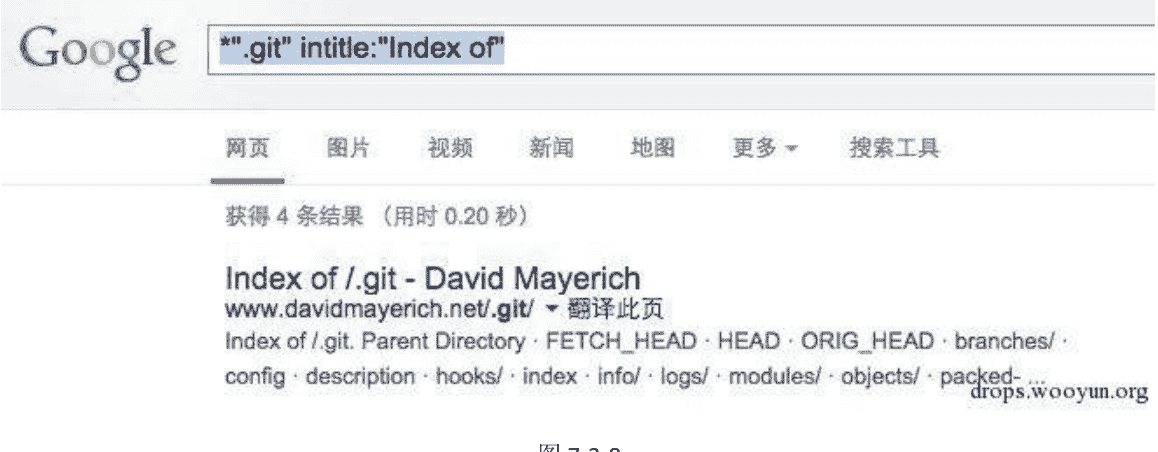 Google
*".git" intitle:"Index of"
网页 图片 视频 新闻 地图 更多 搜索工具
获得 4 条结果 (用时 0.20 秒)
Index of /.git - David Mayerich
www.davidmayerich.net/.git/ 翻译此页
Index of /.git. Parent Directory · FETCH_HEAD · HEAD · ORIG_HEAD · branches/ ·
config · description · hooks/ · index · info/ · logs/ · modules/ · objects/ · packed- ...
drops.wooyun.org